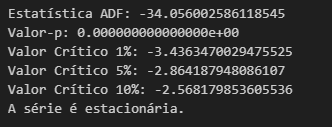 Estatística ADF: -34.056002586118545
Valor-p: 0.000000000000000e+00
Valor Crítico 1%: -3.4363470029475525
Valor Crítico 5%: -2.864187948086107
Valor Crítico 10%: -2.568179853605536
A série é estacionária.